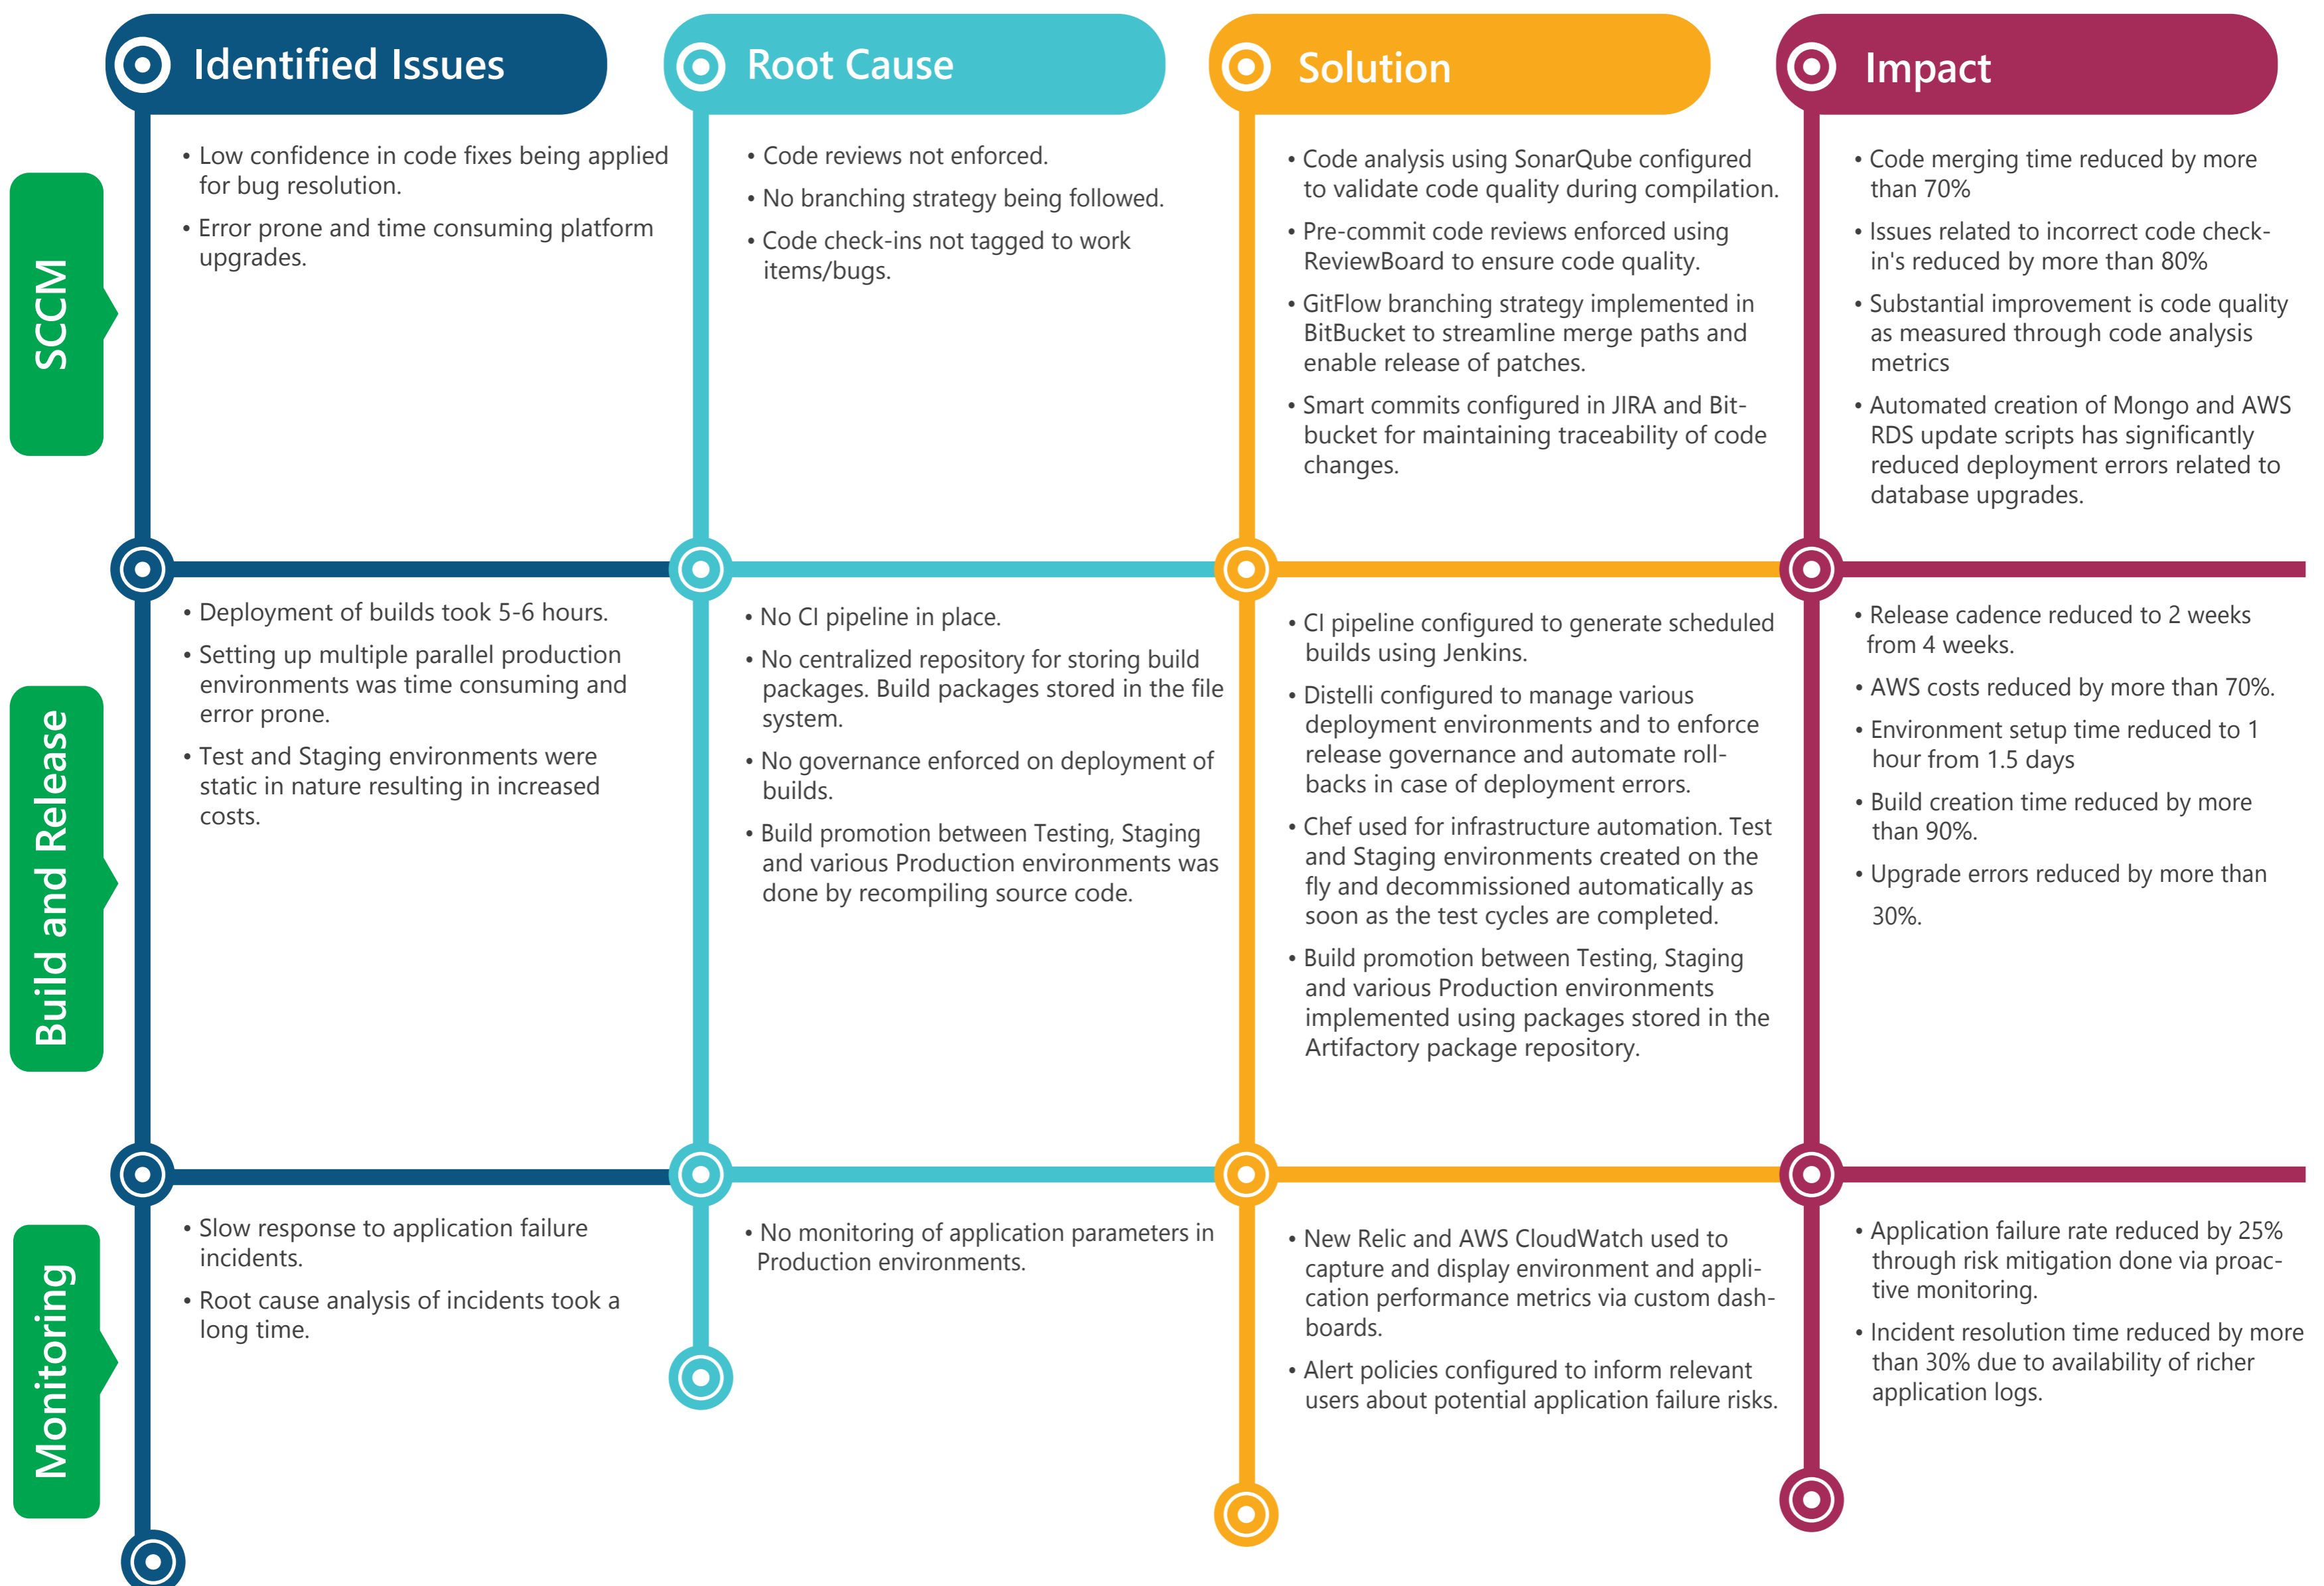 Identified Issues
Root Cause
Solution
Impact
SCCM
• Low confidence in code fixes being applied
for bug resolution.
• Error prone and time consuming platform
upgrades.
• Code reviews not enforced.
• No branching strategy being followed.
• Code check-ins not tagged to work
items/bugs.
• Code analysis using SonarQube configured
to validate code quality during compilation.
• Pre-commit code reviews enforced using
ReviewBoard to ensure code quality.
• GitFlow branching strategy implemented in
BitBucket to streamline merge paths and
enable release of patches.
• Smart commits configured in JIRA and Bit-
bucket for maintaining traceability of code
changes.
• Code merging time reduced by more
than 70%
• Issues related to incorrect code check-
in's reduced by more than 80%
• Substantial improvement is code quality
as measured through code analysis
metrics
• Automated creation of Mongo and AWS
RDS update scripts has significantly
reduced deployment errors related to
database upgrades.
Build and Release
• Deployment of builds took 5-6 hours.
• Setting up multiple parallel production
environments was time consuming and
error prone.
• Test and Staging environments were
static in nature resulting in increased
costs.
• No CI pipeline in place.
• No centralized repository for storing build
packages. Build packages stored in the file
system.
• No governance enforced on deployment of
builds.
• Build promotion between Testing, Staging
and various Production environments was
done by recompiling source code.
• CI pipeline configured to generate scheduled
builds using Jenkins.
• Distelli configured to manage various
deployment environments and to enforce
release governance and automate roll-
backs in case of deployment errors.
• Chef used for infrastructure automation. Test
and Staging environments created on the
fly and decommissioned automatically as
soon as the test cycles are completed.
• Build promotion between Testing, Staging
and various Production environments
implemented using packages stored in the
Artifactory package repository.
• Release cadence reduced to 2 weeks
from 4 weeks.
• AWS costs reduced by more than 70%.
• Environment setup time reduced to 1
hour from 1.5 days
• Build creation time reduced by more
than 90%.
• Upgrade errors reduced by more than
30%.
Monitoring
• Slow response to application failure
incidents.
• Root cause analysis of incidents took a
long time.
• No monitoring of application parameters in
Production environments.
• New Relic and AWS CloudWatch used to
capture and display environment and appli-
cation performance metrics via custom dash-
boards.
• Alert policies configured to inform relevant
users about potential application failure risks.
• Application failure rate reduced by 25%
through risk mitigation done via proac-
tive monitoring.
• Incident resolution time reduced by more
than 30% due to availability of richer
application logs.